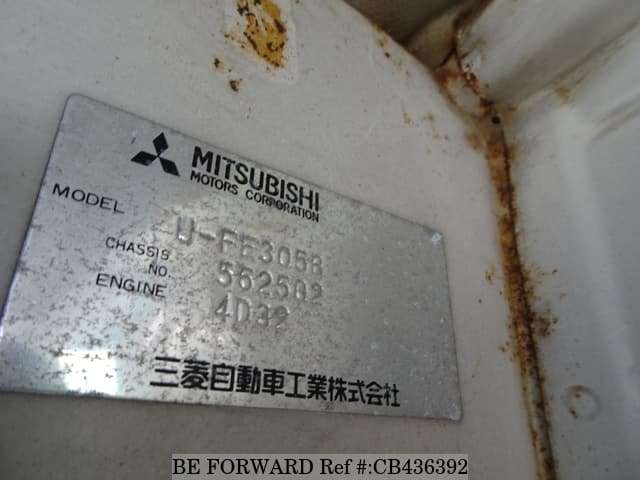 MITSUBISHI
MOTORS CORPORATION
MODEL U-FE305B
CHASSIS NO. 562502
ENGINE 4D32
三菱自動車工業株式会社
BE FORWARD Ref #:CB436392